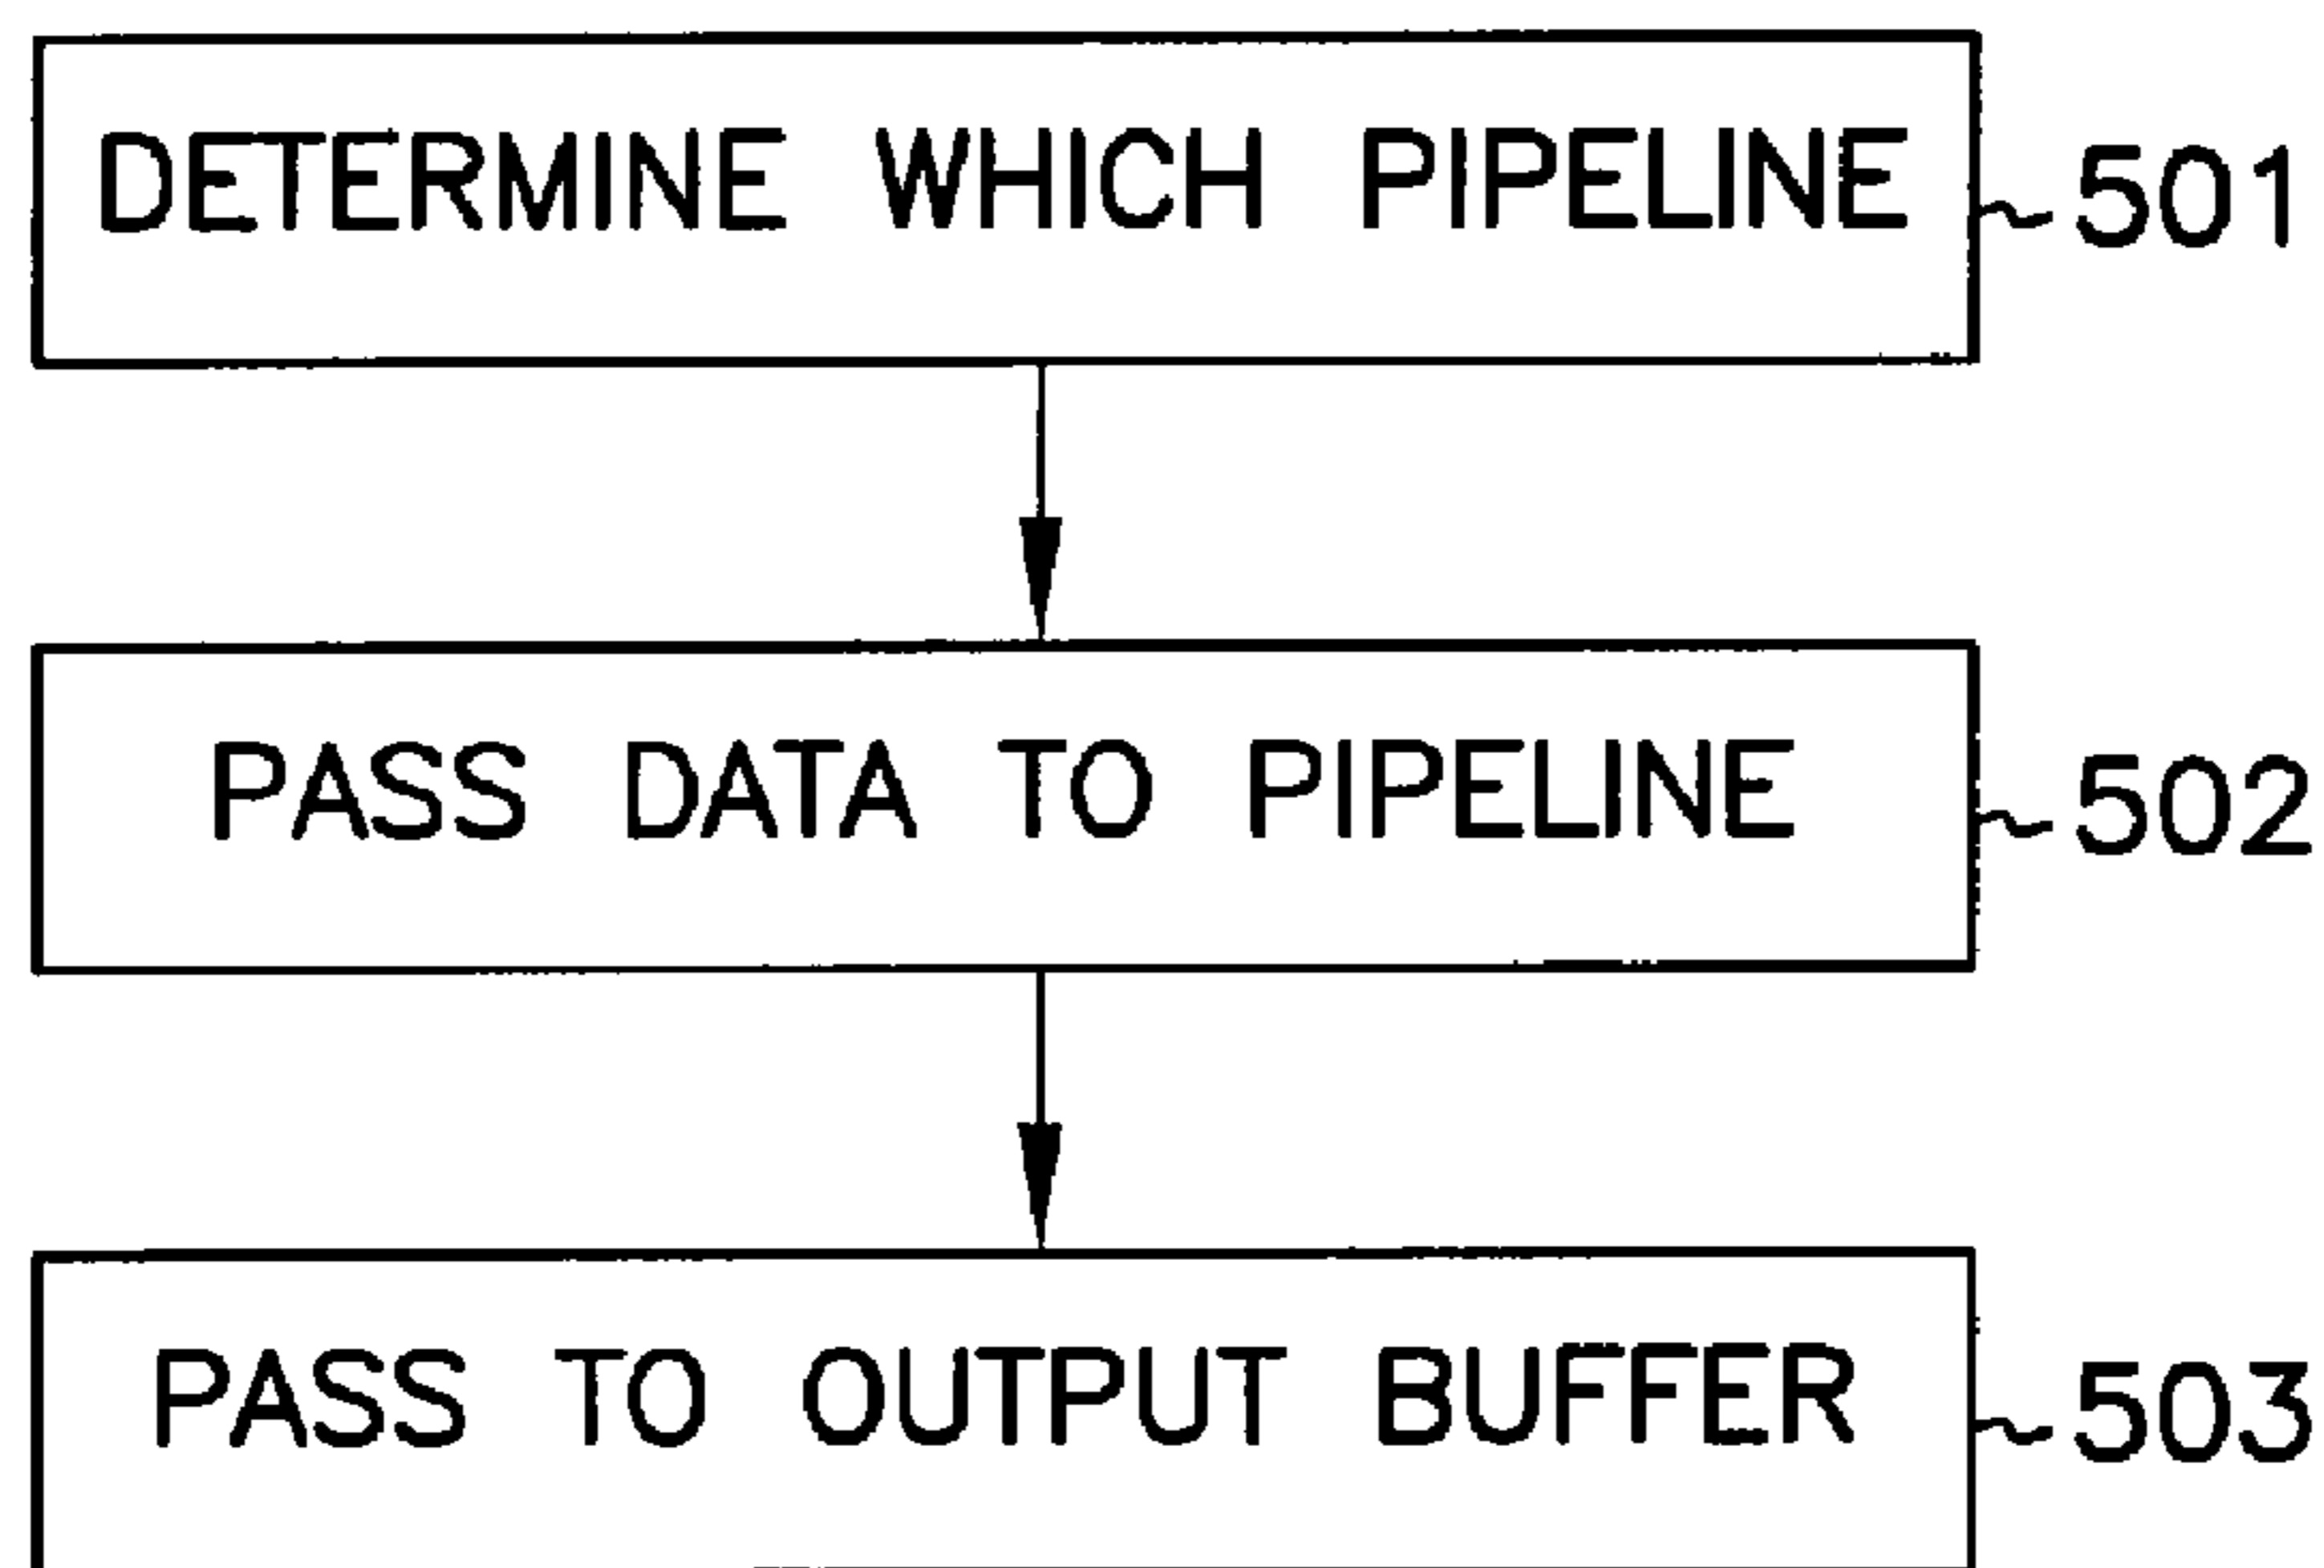 DETERMINE WHICH PIPELINE
501
PASS DATA TO PIPELINE
502
PASS TO OUTPUT BUFFER
503